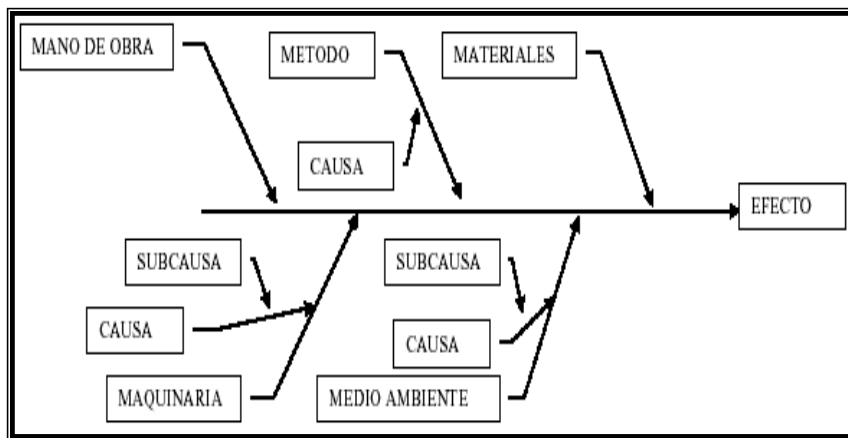 MANO DE OBRA
METODO
MATERIALES
CAUSA
EFECTO
SUBCAUSA
SUBCAUSA
CAUSA
CAUSA
MAQUINARIA
MEDIO AMBIENTE